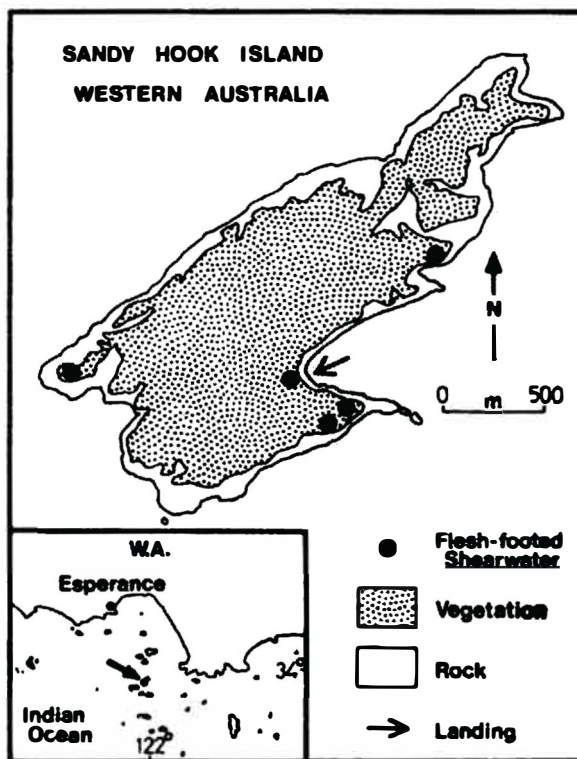 SANDY HOOK ISLAND
WESTERN AUSTRALIA
N
0 m 500
W.A.
Esperance
34°
Indian
Ocean
122°
Flesh-footed
Shearwater
Vegetation
Rock
Landing